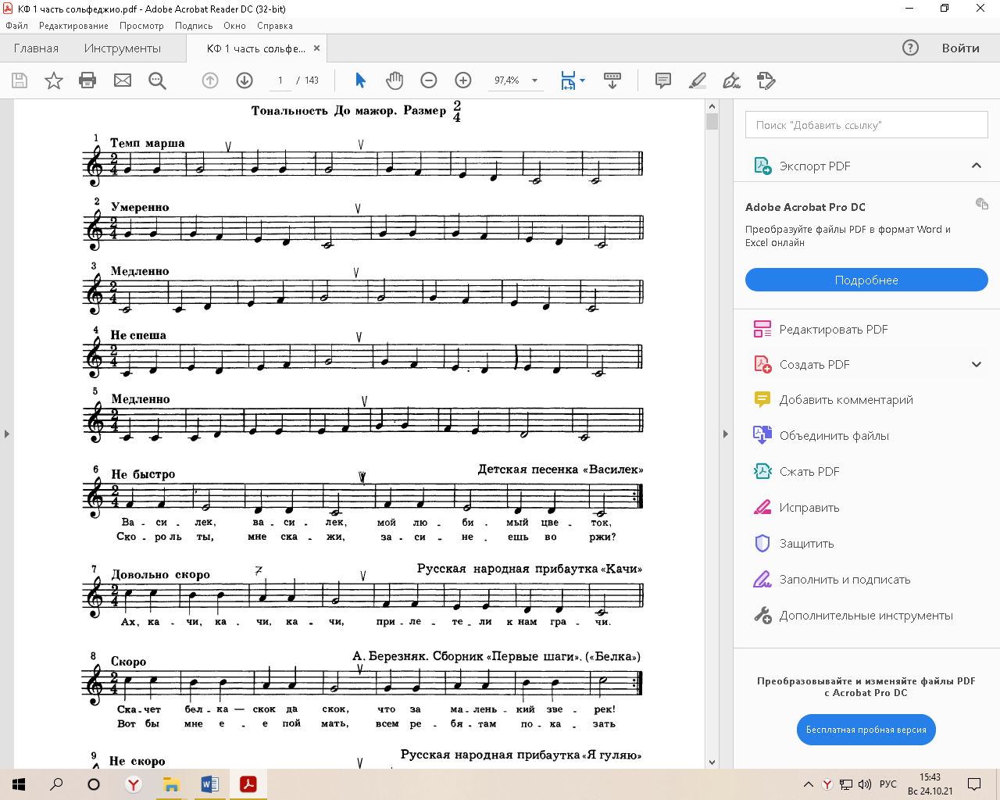 КФ 1 часть сольфеджио.pdf - Adobe Acrobat Reader DC (32-bit)
Файл Редактирование Просмотр Подпись Окно Справка
Главная Инструменты КФ 1 часть сольфе... × Войти
1 / 143 97,4%
Тональность До мажор. Размер 2/4
1 Темп марша
2 Умеренно
3 Медленно
4 Не спеша
5 Медленно
6 Не быстро Детская песенка «Василек»
Ва - си - лек, ва - си - лек, мой лю - би - мый цве - ток,
Ско - ро ль ты, мне ска - жи, за - си - не - ешь во ржи?
7 Довольно скоро 7 Русская народная прибаутка «Качи»
Ах, ка - чи, ка - чи, ка - чи, при - ле - те - ли к нам гра - чи.
8 Скоро А. Березняк. Сборник «Первые шаги». («Белка»)
Ска - чет бел - ка — скок да скок, что за ма - лень - кий зве - рек!
Вот бы мне е - е пой мать, всем ре - бя - там по - ка - зать
9 Не скоро Русская народная прибаутка «Я гуляю»
Поиск "Добавить ссылку"
Экспорт PDF
Adobe Acrobat Pro DC
Преобразуйте файлы PDF в формат Word и
Excel онлайн
Подробнее
Редактировать PDF
Создать PDF
Добавить комментарий
Объединить файлы
Сжать PDF
Исправить
Защитить
Заполнить и подписать
Дополнительные инструменты
Преобразовывайте и изменяйте файлы PDF
с Acrobat Pro DC
Бесплатная пробная версия
РУС
15:43
Вс 24.10.21